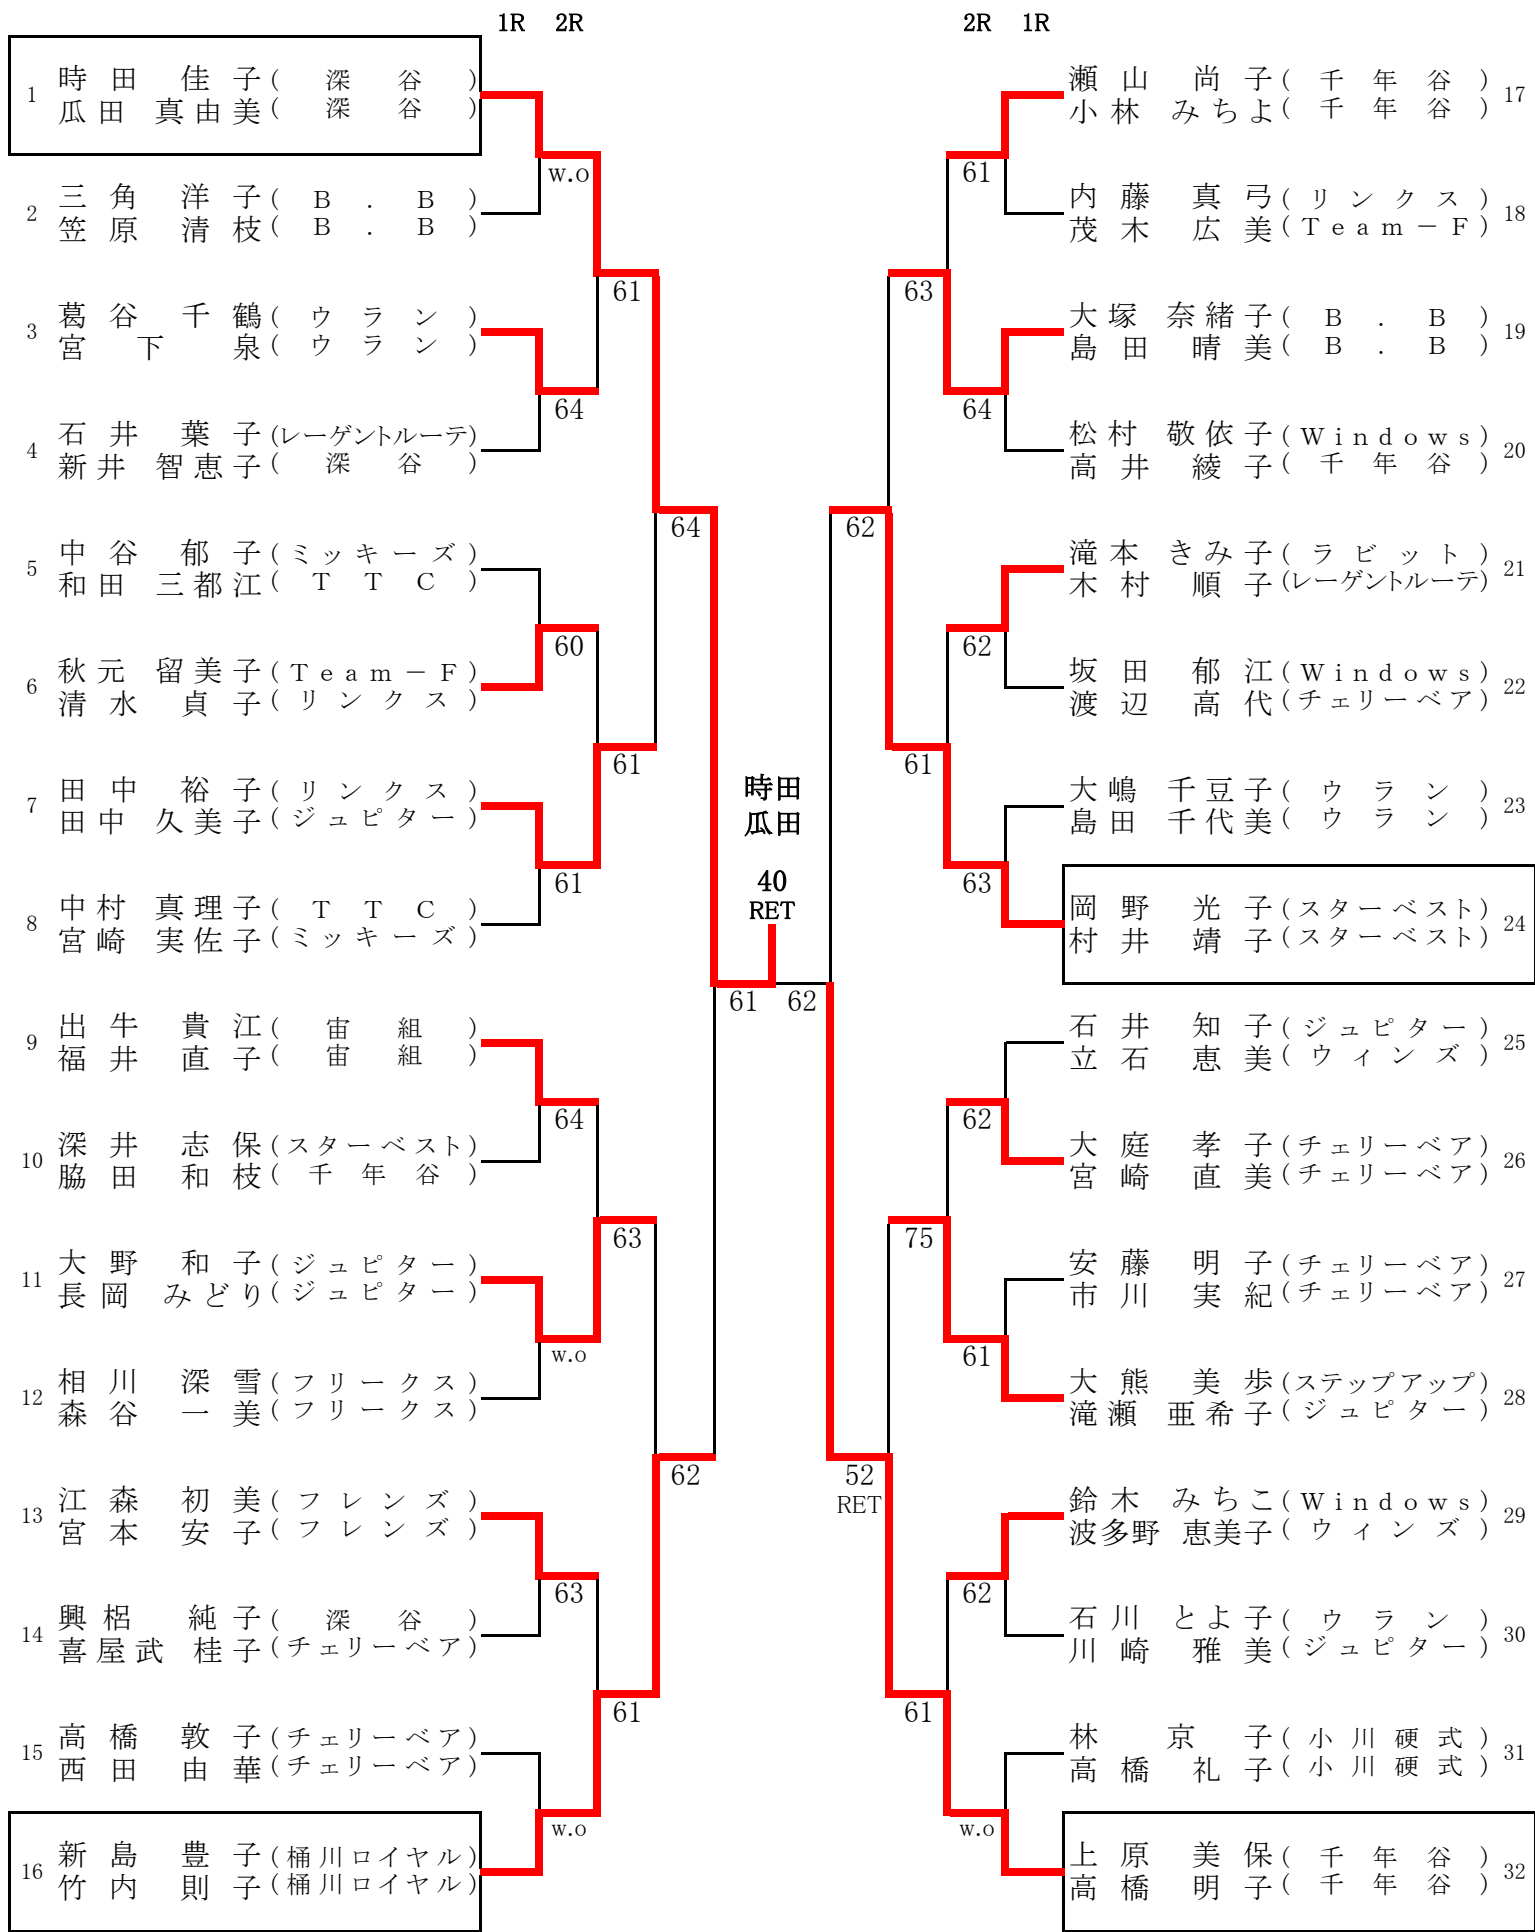 1R 2R
1 時田 佳子 (深谷)
瓜田 真由美 (深谷)
w.o
2 三角 洋子 (B.B)
笠原 清枝 (B.B)
61
3 葛谷 千鶴 (ウラン)
宮下 泉 (ウラン)
64
4 石井 葉子 (レーゲントルーテ)
新井 智恵子 (深谷)
64
5 中谷 郁子 (ミッキーズ)
和田 三都江 (TTC)
60
6 秋元 留美子 (Team-F)
清水 貞子 (リンクス)
61
7 田中 裕子 (リンクス)
田中 久美子 (ジュピター)
61
8 中村 真理子 (TTC)
宮崎 実佐子 (ミッキーズ)
61
9 出牛 貴江 (宙組)
福井 直子 (宙組)
64
10 深井 志保 (スターベスト)
脇田 和枝 (千年谷)
63
11 大野 和子 (ジュピター)
長岡 みどり (ジュピター)
w.o
12 相川 深雪 (フリークス)
森谷 一美 (フリークス)
62
13 江森 初美 (フレンズ)
宮本 安子 (フレンズ)
63
14 興梠 純子 (深谷)
喜屋武 桂子 (チェリーベア)
61
15 高橋 敦子 (チェリーベア)
西田 由華 (チェリーベア)
w.o
16 新島 豊子 (桶川ロイヤル)
竹内 則子 (桶川ロイヤル)
時田
瓜田
40
RET
2R 1R
瀬山 尚子 (千年谷) 17
小林 みちよ (千年谷)
61
内藤 真弓 (リンクス) 18
茂木 広美 (Team-F)
63
大塚 奈緒子 (B.B) 19
島田 晴美 (B.B)
64
松村 敬依子 (Windows) 20
高井 綾子 (千年谷)
62
滝本 きみ子 (ラビット) 21
木村 順子 (レーゲントルーテ)
62
坂田 郁江 (Windows) 22
渡辺 高代 (チェリーベア)
61
大嶋 千豆子 (ウラン) 23
島田 千代美 (ウラン)
63
岡野 光子 (スターベスト) 24
村井 靖子 (スターベスト)
62
石井 知子 (ジュピター) 25
立石 恵美 (ウィンズ)
62
大庭 孝子 (チェリーベア) 26
宮崎 直美 (チェリーベア)
75
安藤 明子 (チェリーベア) 27
市川 実紀 (チェリーベア)
61
大熊 美歩 (ステップアップ) 28
滝瀬 亜希子 (ジュピター)
52
RET
鈴木 みちこ (Windows) 29
波多野 恵美子 (ウィンズ)
62
石川 とよ子 (ウラン) 30
川崎 雅美 (ジュピター)
61
林 京子 (小川硬式) 31
高橋 礼子 (小川硬式)
w.o
上原 美保 (千年谷) 32
高橋 明子 (千年谷)